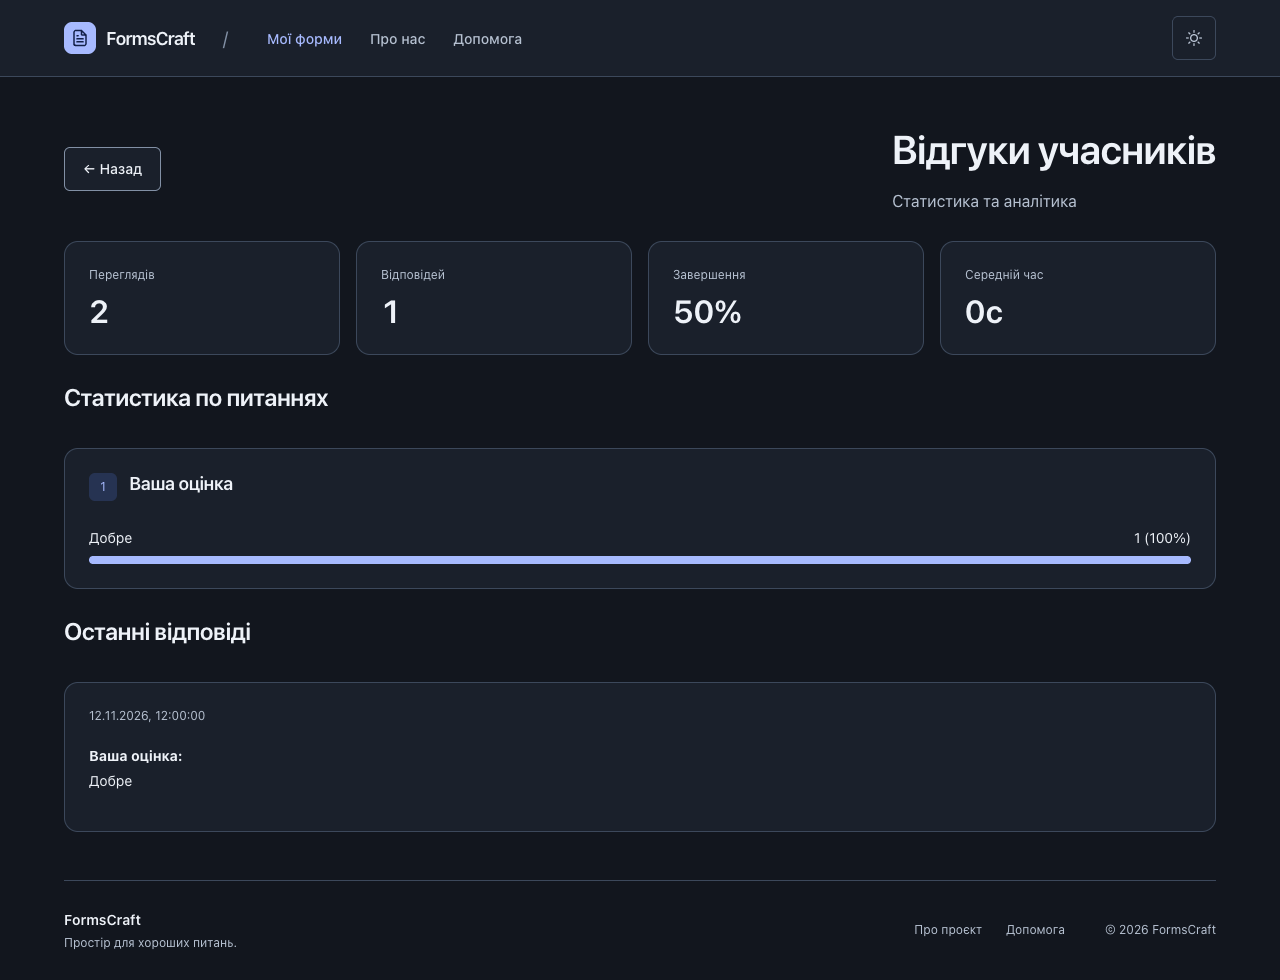 FormsCraft / Мої форми Про нас Допомога
← Назад
Відгуки учасників
Статистика та аналітика
Переглядів
2
Відповідей
1
Завершення
50%
Середній час
0с
Статистика по питаннях
1 Ваша оцінка
Добре 1 (100%)
Останні відповіді
12.11.2026, 12:00:00
Ваша оцінка:
Добре
FormsCraft
Простір для хороших питань.
Про проєкт Допомога © 2026 FormsCraft